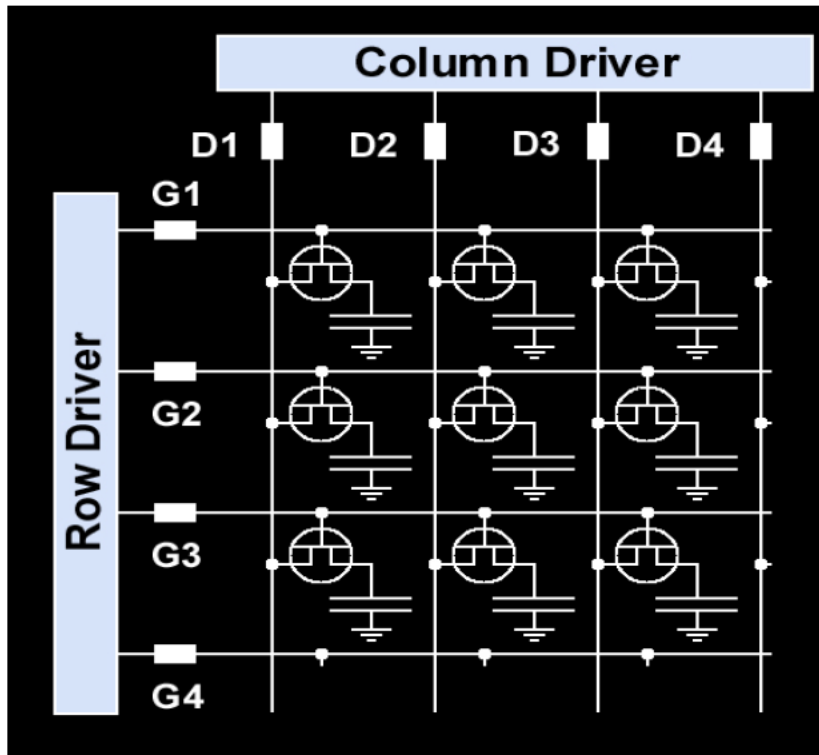 Column Driver
D1
D2
D3
D4
G1
Row Driver
G2
G3
G4